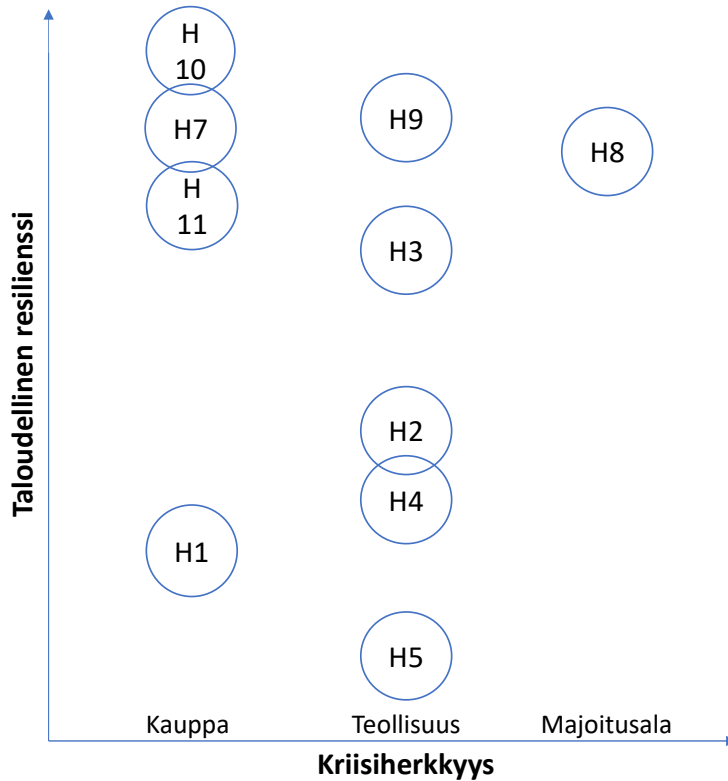 H
10
H7
H
11
H9
H8
H3
H2
H4
H1
H5
Taloudellinen resilienssi
Kauppa
Teollisuus
Majoitusala
Kriisiherkkyys